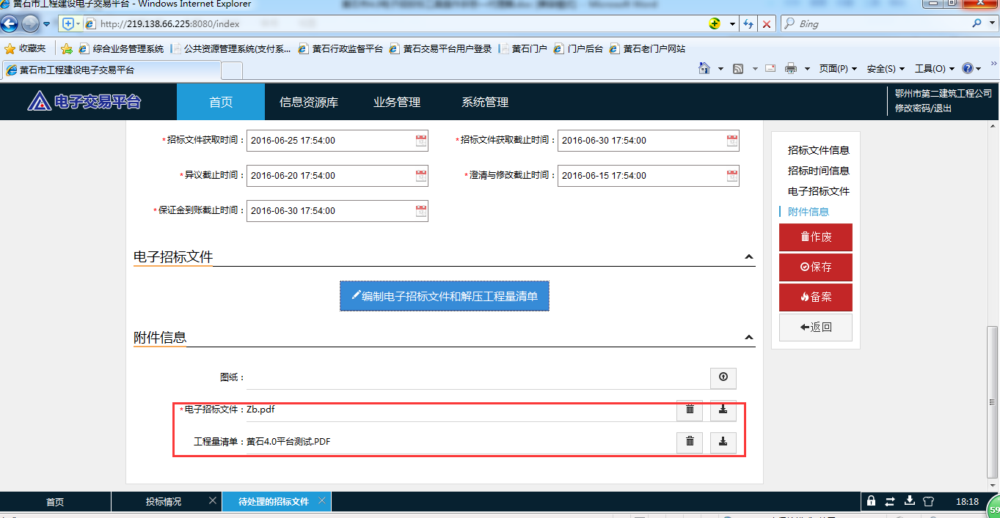 黄石市工程建设电子交易平台 - Windows Internet Explorer
http://219.138.66.225:8080/index
Bing
收藏夹 综合业务管理系统 公共资源管理系统(支付系... 黄石行政监督平台 黄石交易平台用户登录 黄石门户 门户后台 黄石老门户网站
黄石市工程建设电子交易平台 页面(P) 安全(S) 工具(O)
电子交易平台 首页 信息资源库 业务管理 系统管理
鄂州市第二建筑工程公司
修改密码/退出
*招标文件获取时间： 2016-06-25 17:54:00 *招标文件获取截止时间： 2016-06-30 17:54:00
*异议截止时间： 2016-06-20 17:54:00 *澄清与修改截止时间： 2016-06-15 17:54:00
*保证金到账截止时间： 2016-06-30 17:54:00
电子招标文件
编制电子招标文件和解压工程量清单
附件信息
图纸：
*电子招标文件：Zb.pdf
工程量清单：黄石4.0平台测试.PDF
招标文件信息
招标时间信息
电子招标文件
附件信息
作废
保存
备案
返回
首页 投标情况 待处理的招标文件 18:18
59